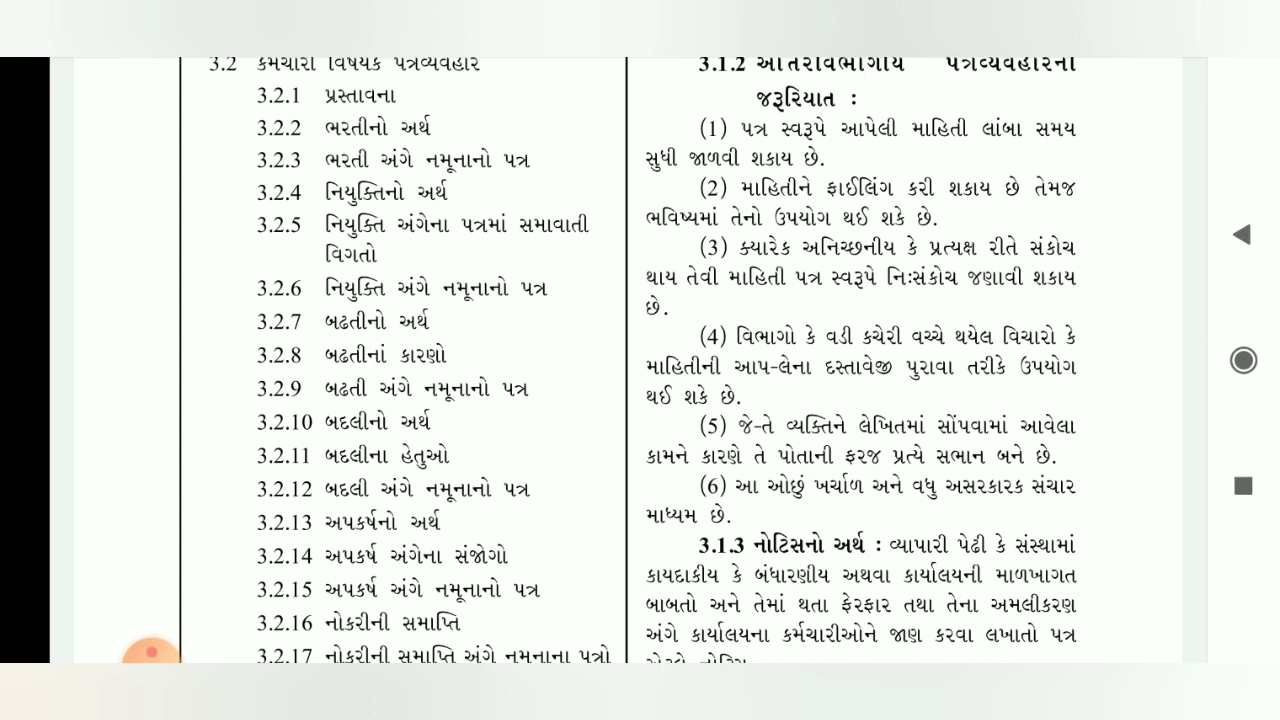 3.2 કર્મચારી વિષયક પત્રવ્યવહાર
3.2.1 પ્રસ્તાવના
3.2.2 ભરતીનો અર્થ
3.2.3 ભરતી અંગે નમૂનાનો પત્ર
3.2.4 નિયુક્તિનો અર્થ
3.2.5 નિયુક્તિ અંગેના પત્રમાં સમાવાતી
વિગતો
3.2.6 નિયુક્તિ અંગે નમૂનાનો પત્ર
3.2.7 બઢતીનો અર્થ
3.2.8 બઢતીનાં કારણો
3.2.9 બઢતી અંગે નમૂનાનો પત્ર
3.2.10 બદલીનો અર્થ
3.2.11 બદલીના હેતુઓ
3.2.12 બદલી અંગે નમૂનાનો પત્ર
3.2.13 અપકર્ષનો અર્થ
3.2.14 અપકર્ષ અંગેના સંજોગો
3.2.15 અપકર્ષ અંગે નમૂનાનો પત્ર
3.2.16 નોકરીની સમાપ્તિ
3.2.17 નોકરીની સમાપ્તિ અંગે નમૂનાના પત્રો
3.1.2 આંતરવિભાગીય પત્રવ્યવહારની
જરૂરિયાત :
(1) પત્ર સ્વરૂપે આપેલી માહિતી લાંબા સમય
સુધી જાળવી શકાય છે.
(2) માહિતીને ફાઈલિંગ કરી શકાય છે તેમજ
ભવિષ્યમાં તેનો ઉપયોગ થઈ શકે છે.
(3) ક્યારેક અનિચ્છનીય કે પ્રત્યક્ષ રીતે સંકોચ
થાય તેવી માહિતી પત્ર સ્વરૂપે નિઃસંકોચ જણાવી શકાય
છે.
(4) વિભાગો કે વડી કચેરી વચ્ચે થયેલ વિચારો કે
માહિતીની આપ-લેના દસ્તાવેજી પુરાવા તરીકે ઉપયોગ
થઈ શકે છે.
(5) જે-તે વ્યક્તિને લેખિતમાં સોંપવામાં આવેલા
કામને કારણે તે પોતાની ફરજ પ્રત્યે સભાન બને છે.
(6) આ ઓછું ખર્ચાળ અને વધુ અસરકારક સંચાર
માધ્યમ છે.
3.1.3 નોટિસનો અર્થ : વ્યાપારી પેઢી કે સંસ્થામાં
કાયદાકીય કે બંધારણીય અથવા કાર્યાલયની માળખાગત
બાબતો અને તેમાં થતા ફેરફાર તથા તેના અમલીકરણ
અંગે કાર્યાલયના કર્મચારીઓને જાણ કરવા લખાતો પત્ર